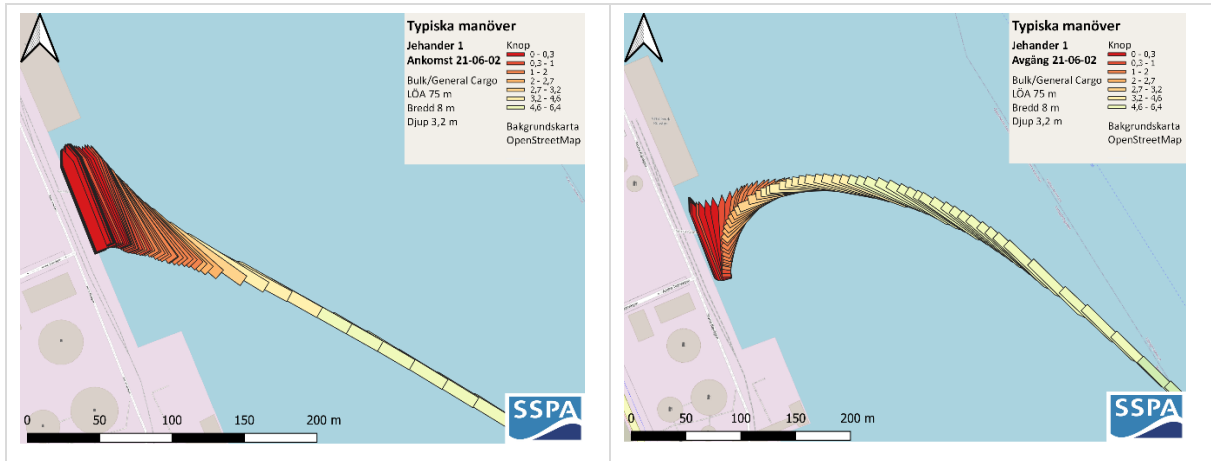 Typiska manöver
Jehander 1
Ankomst 21-06-02
Bulk/General Cargo
LÖA 75 m
Bredd 8 m
Djup 3,2 m
Knop
0 - 0,3
0,3 - 1
1 - 2
2 - 2,7
2,7 - 3,2
3,2 - 4,6
4,6 - 6,4
Bakgrundskarta
OpenStreetMap
0 50 100 150 200 m
SSPA
Typiska manöver
Jehander 1
Avgång 21-06-02
Bulk/General Cargo
LÖA 75 m
Bredd 8 m
Djup 3,2 m
Knop
0 - 0,3
0,3 - 1
1 - 2
2 - 2,7
2,7 - 3,2
3,2 - 4,6
4,6 - 6,4
Bakgrundskarta
OpenStreetMap
0 50 100 150 200 m
SSPA